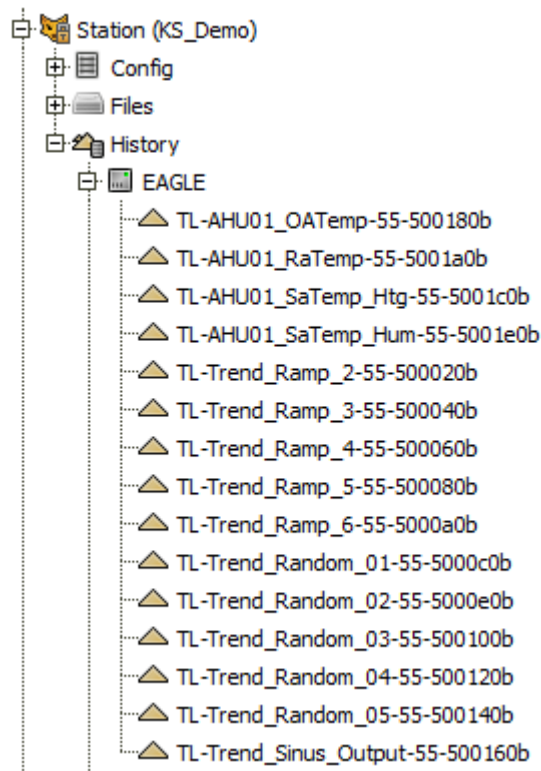 Station (KS_Demo)
Config
Files
History
EAGLE
TL-AHU01_OATemp-55-500180b
TL-AHU01_RaTemp-55-5001a0b
TL-AHU01_SaTemp_Htg-55-5001c0b
TL-AHU01_SaTemp_Hum-55-5001e0b
TL-Trend_Ramp_2-55-500020b
TL-Trend_Ramp_3-55-500040b
TL-Trend_Ramp_4-55-500060b
TL-Trend_Ramp_5-55-500080b
TL-Trend_Ramp_6-55-5000a0b
TL-Trend_Random_01-55-5000c0b
TL-Trend_Random_02-55-5000e0b
TL-Trend_Random_03-55-500100b
TL-Trend_Random_04-55-500120b
TL-Trend_Random_05-55-500140b
TL-Trend_Sinus_Output-55-500160b